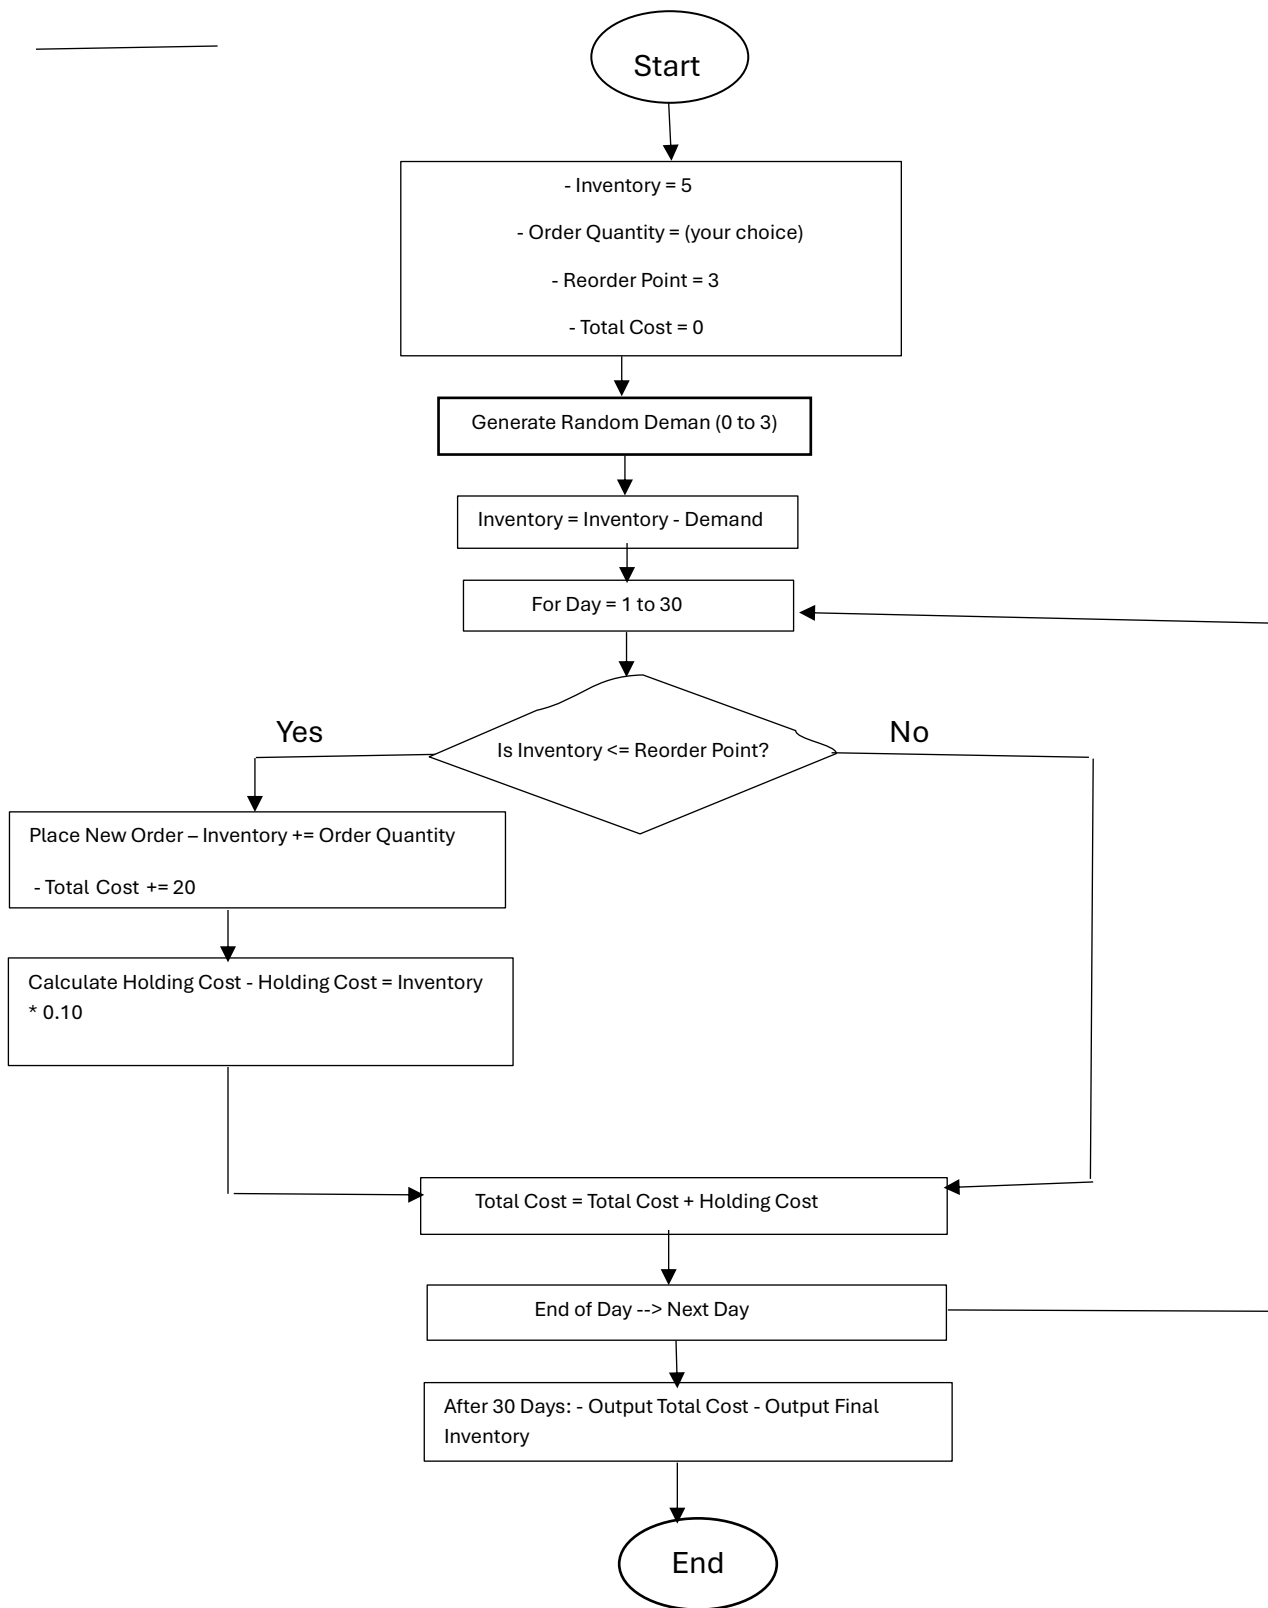 Start
- Inventory = 5
- Order Quantity = (your choice)
- Reorder Point = 3
- Total Cost = 0
Generate Random Deman (0 to 3)
Inventory = Inventory - Demand
For Day = 1 to 30
Yes
No
Is Inventory <= Reorder Point?
Place New Order – Inventory += Order Quantity
- Total Cost += 20
Calculate Holding Cost - Holding Cost = Inventory
* 0.10
Total Cost = Total Cost + Holding Cost
End of Day --> Next Day
After 30 Days: - Output Total Cost - Output Final
Inventory
End